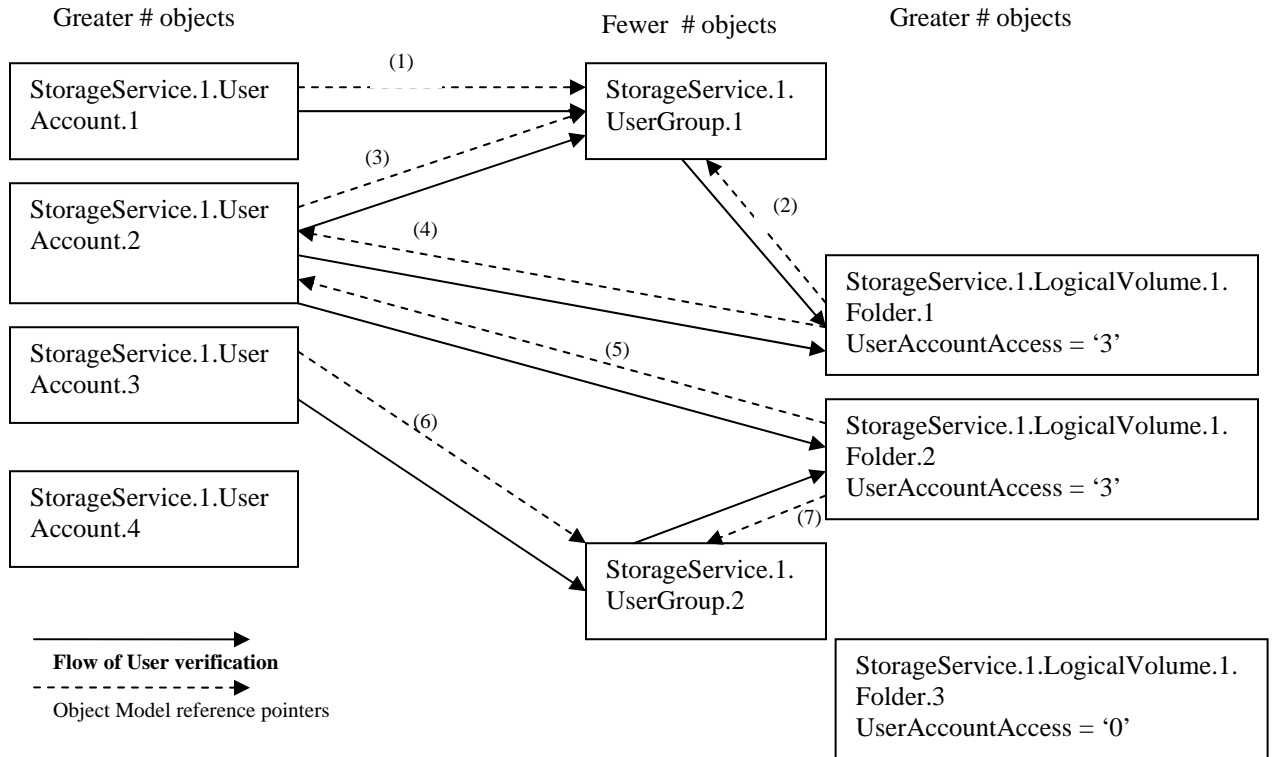 Greater # objects
Fewer # objects
Greater # objects
(1)
StorageService.1.User
Account.1
StorageService.1.
UserGroup.1
(3)
StorageService.1.User
Account.2
(2)
(4)
StorageService.1.LogicalVolume.1.
Folder.1
UserAccountAccess = ‘3’
StorageService.1.User
Account.3
(5)
(6)
StorageService.1.LogicalVolume.1.
Folder.2
UserAccountAccess = ‘3’
StorageService.1.User
Account.4
(7)
StorageService.1.
UserGroup.2
Flow of User verification
Object Model reference pointers
StorageService.1.LogicalVolume.1.
Folder.3
UserAccountAccess = ‘0’